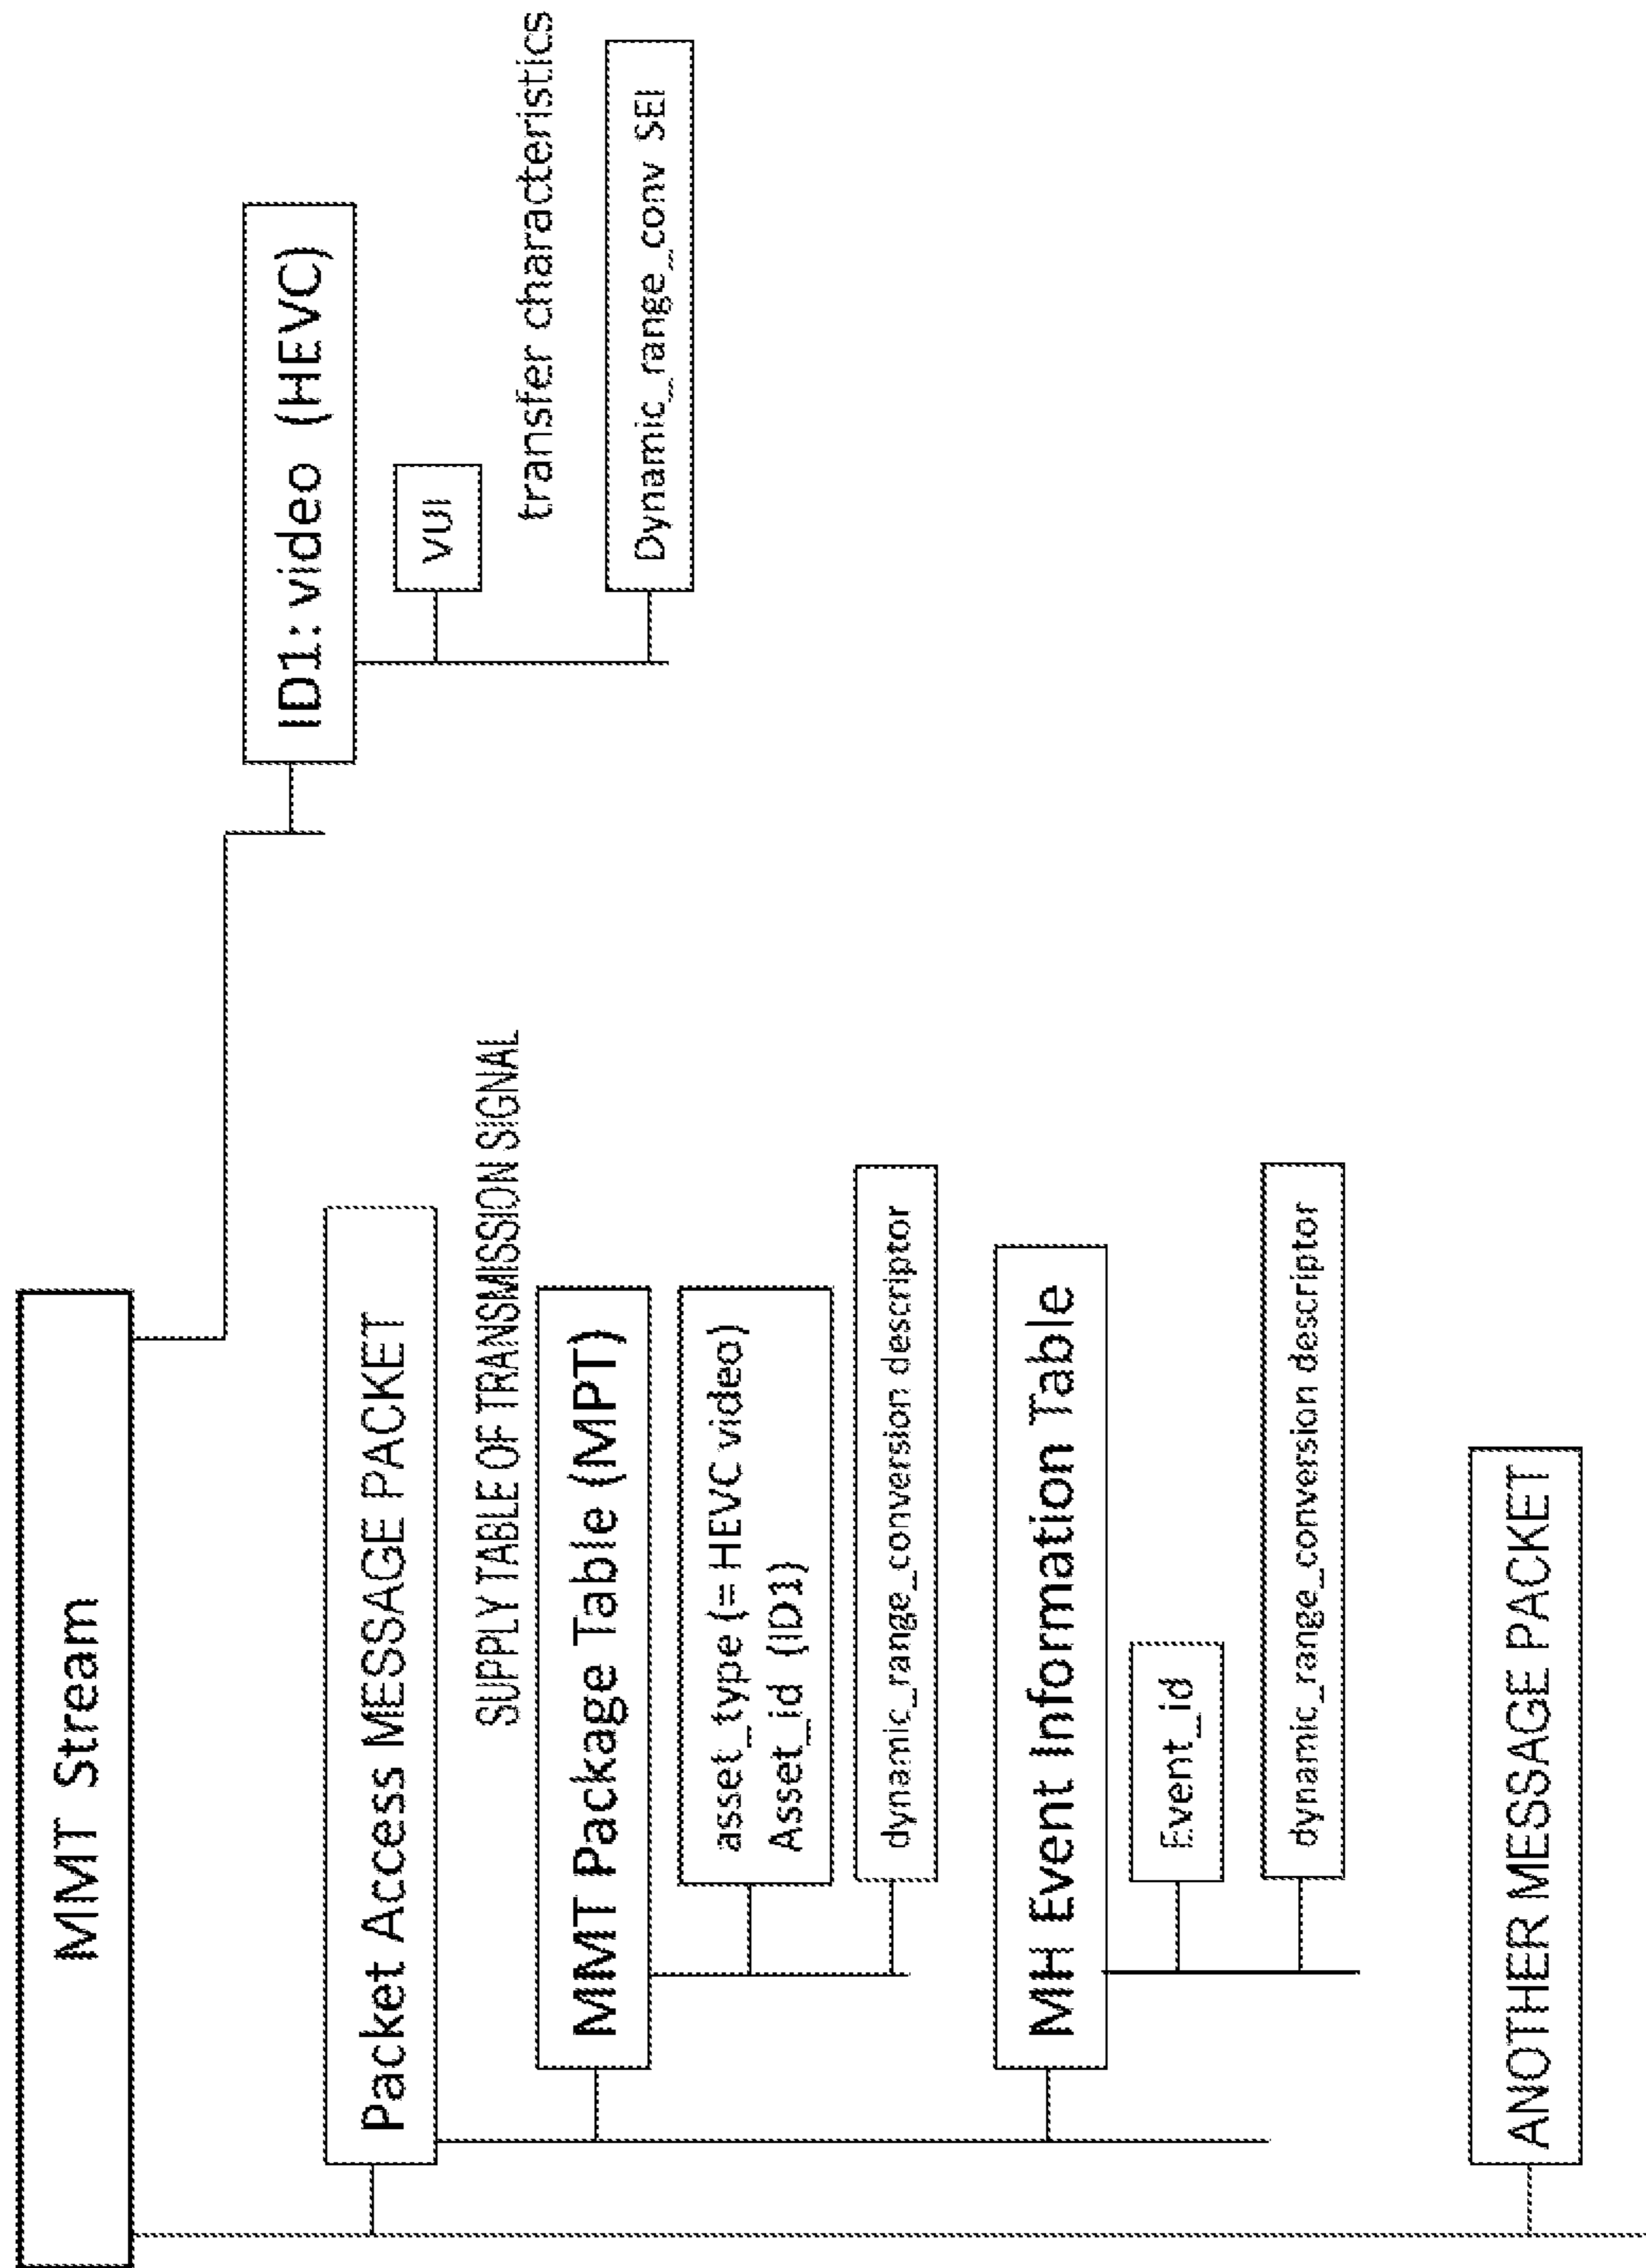 MMT Stream
ID1: video (HEVC)
VUI
transfer characteristics
Dynamic_range_conv SEI
Packet Access MESSAGE PACKET
SUPPLY TABLE OF TRANSMISSION SIGNAL
MMT Package Table (MPT)
asset_type (= HEVC video)
Asset_id (ID1)
dynamic_range_conversion descriptor
MH Event Information Table
Event_id
dynamic_range_conversion descriptor
ANOTHER MESSAGE PACKET